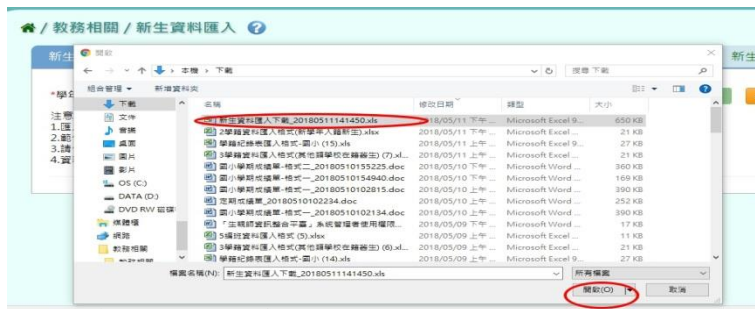 / 教務相關 / 新生資料匯入
新生
新生
開啟
本機 › 下載
搜尋 下載
組合管理
新增資料夾
名稱
修改日期
類型
大小
*學年
注意
1.匯
2.範
3.請
4.資
下載
文件
音樂
桌面
圖片
影片
OS (C:)
DATA (D:)
DVD RW 磁碟
媒體櫃
網路
教務相關
新生資料匯入下載_20180511141450.xls 2018/05/11 下午 ... Microsoft Excel 9... 650 KB
2學籍資料匯入格式(新學年入籍新生).xlsx 2018/05/11 下午 ... Microsoft Excel ... 21 KB
學籍紀錄表匯入格式-國小 (15).xls 2018/05/11 上午 ... Microsoft Excel 9... 27 KB
3學籍資料匯入格式(其他類學校在籍舊生) (7).xl... 2018/05/11 上午 ... Microsoft Excel ... 21 KB
國小學期成績單-格式二_20180510155225.doc 2018/05/10 下午 ... Microsoft Word ... 360 KB
國小學期成績單-格式一_20180510154940.doc 2018/05/10 下午 ... Microsoft Word ... 169 KB
國小學期成績單-格式一_20180510102815.doc 2018/05/10 上午 ... Microsoft Word ... 390 KB
定期成績單_20180510102234.doc 2018/05/10 上午 ... Microsoft Word ... 252 KB
國小學期成績單-格式一_20180510102134.doc 2018/05/10 上午 ... Microsoft Word ... 390 KB
2018/05/09 下午 ... Microsoft Word ... 17 KB
5編班資料匯入格式 (5).xlsx 2018/05/09 下午 ... Microsoft Excel ... 11 KB
3學籍資料匯入格式(其他類學校在籍舊生) (6).xl... 2018/05/09 上午 ... Microsoft Excel ... 21 KB
學籍紀錄表匯入格式-國小 (14).xls 2018/05/09 上午 ... Microsoft Excel 9... 27 KB
檔案名稱(N):
新生資料匯入下載_20180511141450.xls
所有檔案
開啟(O)
取消